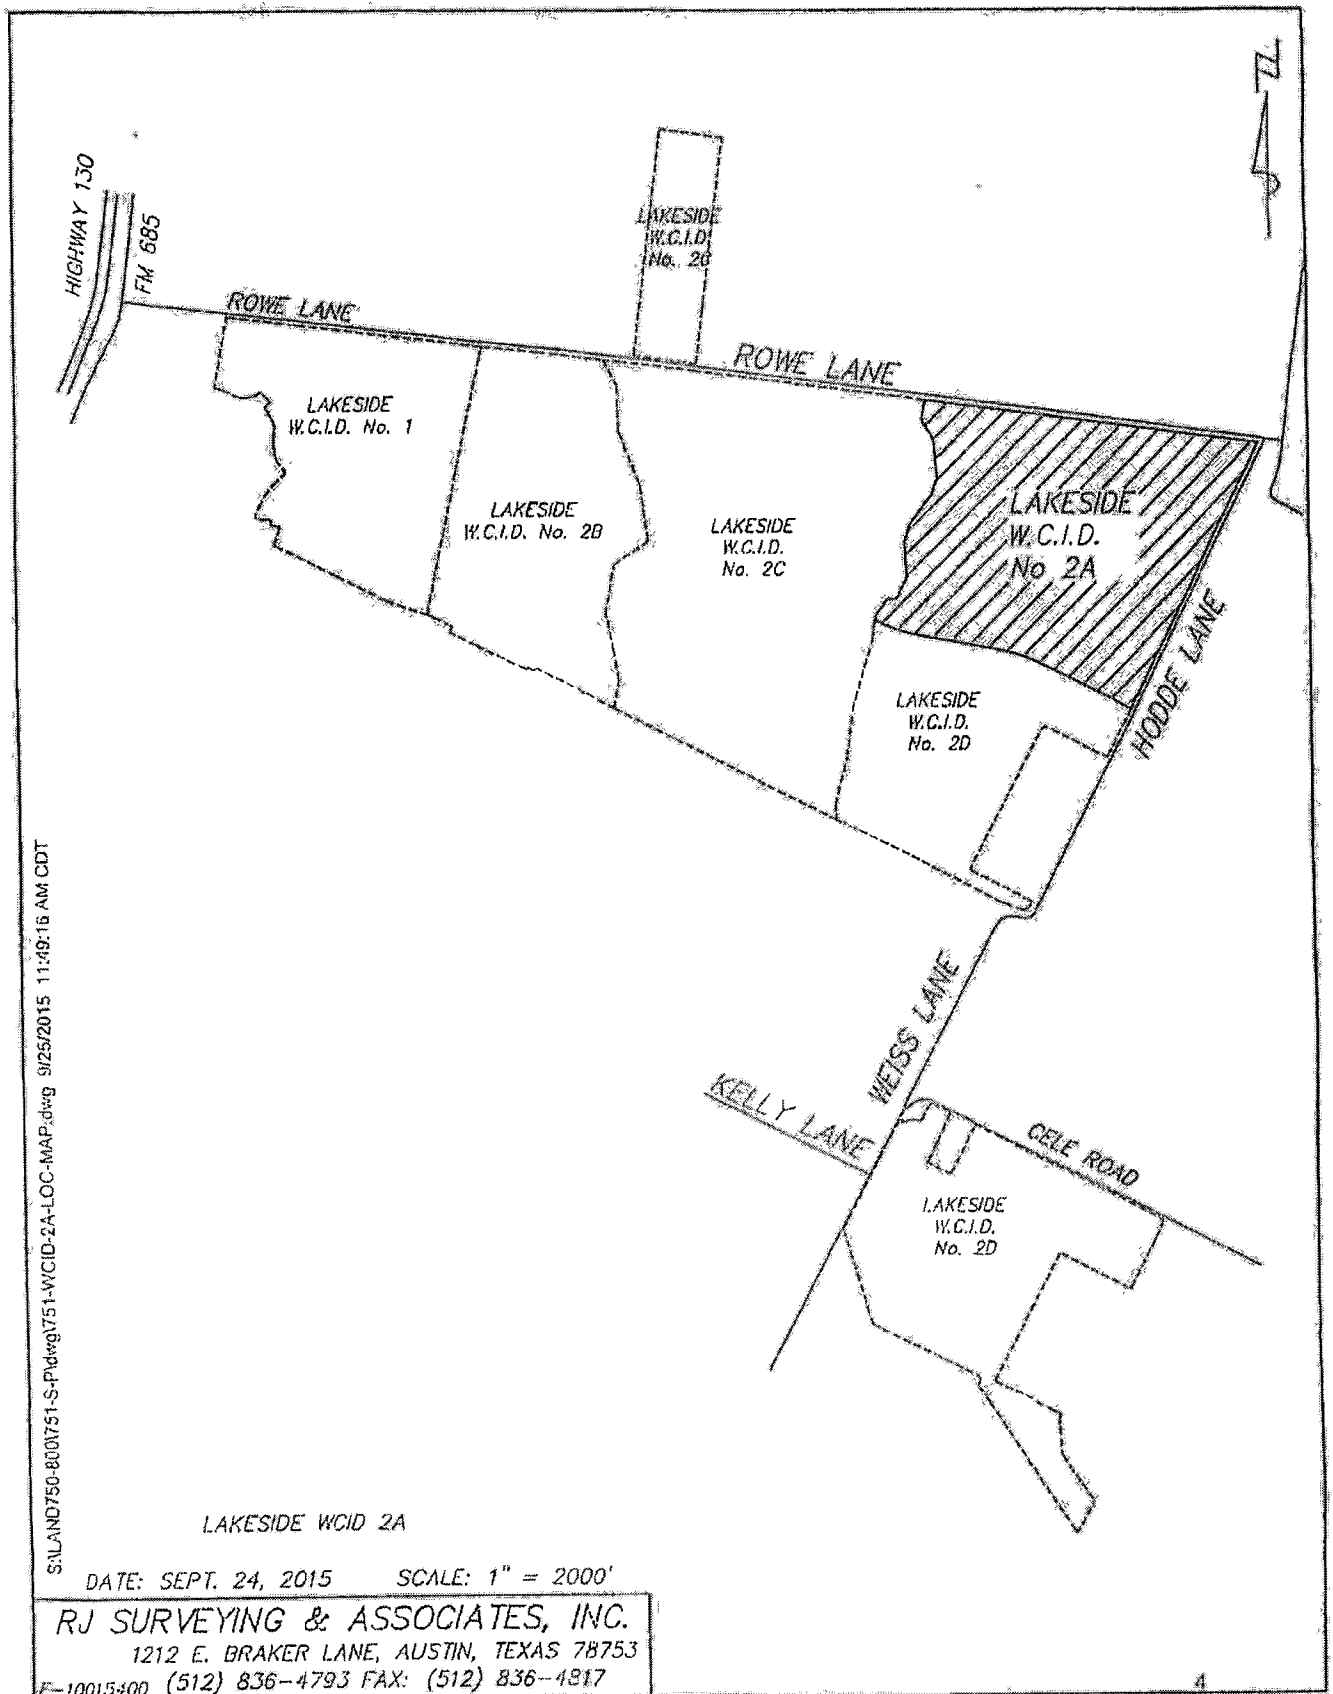 HIGHWAY 130
FM 685
LAKESIDE
W.C.I.D.
No. 2C
ROWE LANE
ROWE LANE
LAKESIDE
W.C.I.D. No. 1
LAKESIDE
W.C.I.D. No. 2B
LAKESIDE
W.C.I.D.
No. 2C
LAKESIDE
W.C.I.D.
No 2A
HODDE LANE
LAKESIDE
W.C.I.D.
No. 2D
WEISS LANE
KELLY LANE
CELE ROAD
LAKESIDE
W.C.I.D.
No. 2D
S:\LAND750-800\751-S-P\dwg\751-WCID-2A-LOC-MAP.dwg 9/25/2015 11:49:16 AM CDT
LAKESIDE WCID 2A
DATE: SEPT. 24, 2015 SCALE: 1" = 2000'
RJ SURVEYING & ASSOCIATES, INC.
1212 E. BRAKER LANE, AUSTIN, TEXAS 78753
F-10015400 (512) 836-4793 FAX: (512) 836-4817
4